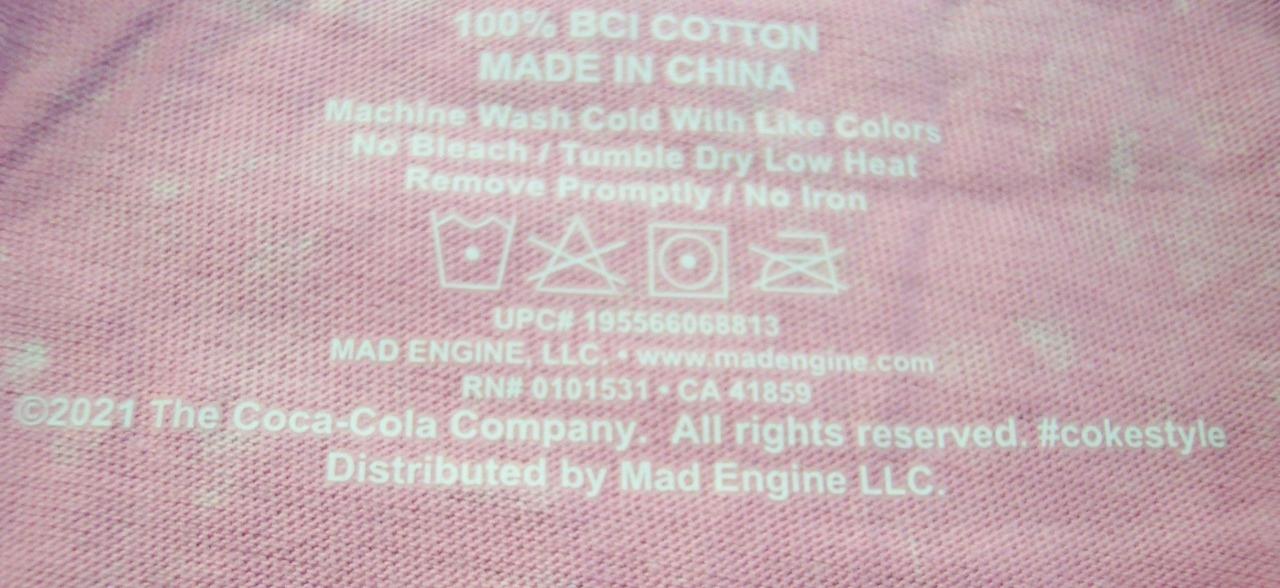 100% BCI COTTON
MADE IN CHINA
Machine Wash Cold With Like Colors
No Bleach / Tumble Dry Low Heat
Remove Promptly / No Iron
UPC# 195566068813
MAD ENGINE, LLC. • www.madengine.com
RN# 0101531 • CA 41859
©2021 The Coca-Cola Company. All rights reserved. #cokestyle
Distributed by Mad Engine LLC.